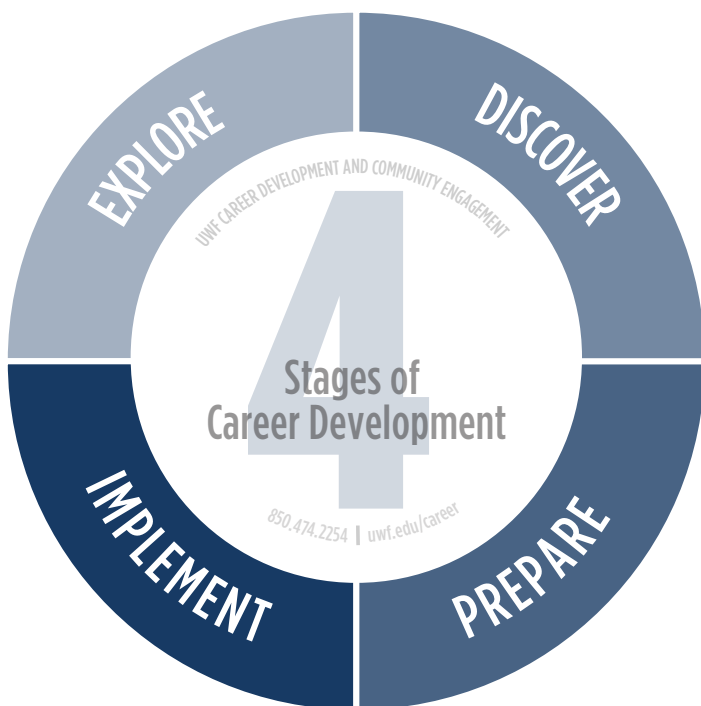 EXPLORE
DISCOVER
UWF CAREER DEVELOPMENT AND COMMUNITY ENGAGEMENT
4
Stages of
Career Development
850.474.2254 | uwf.edu/career
IMPLEMENT
PREPARE